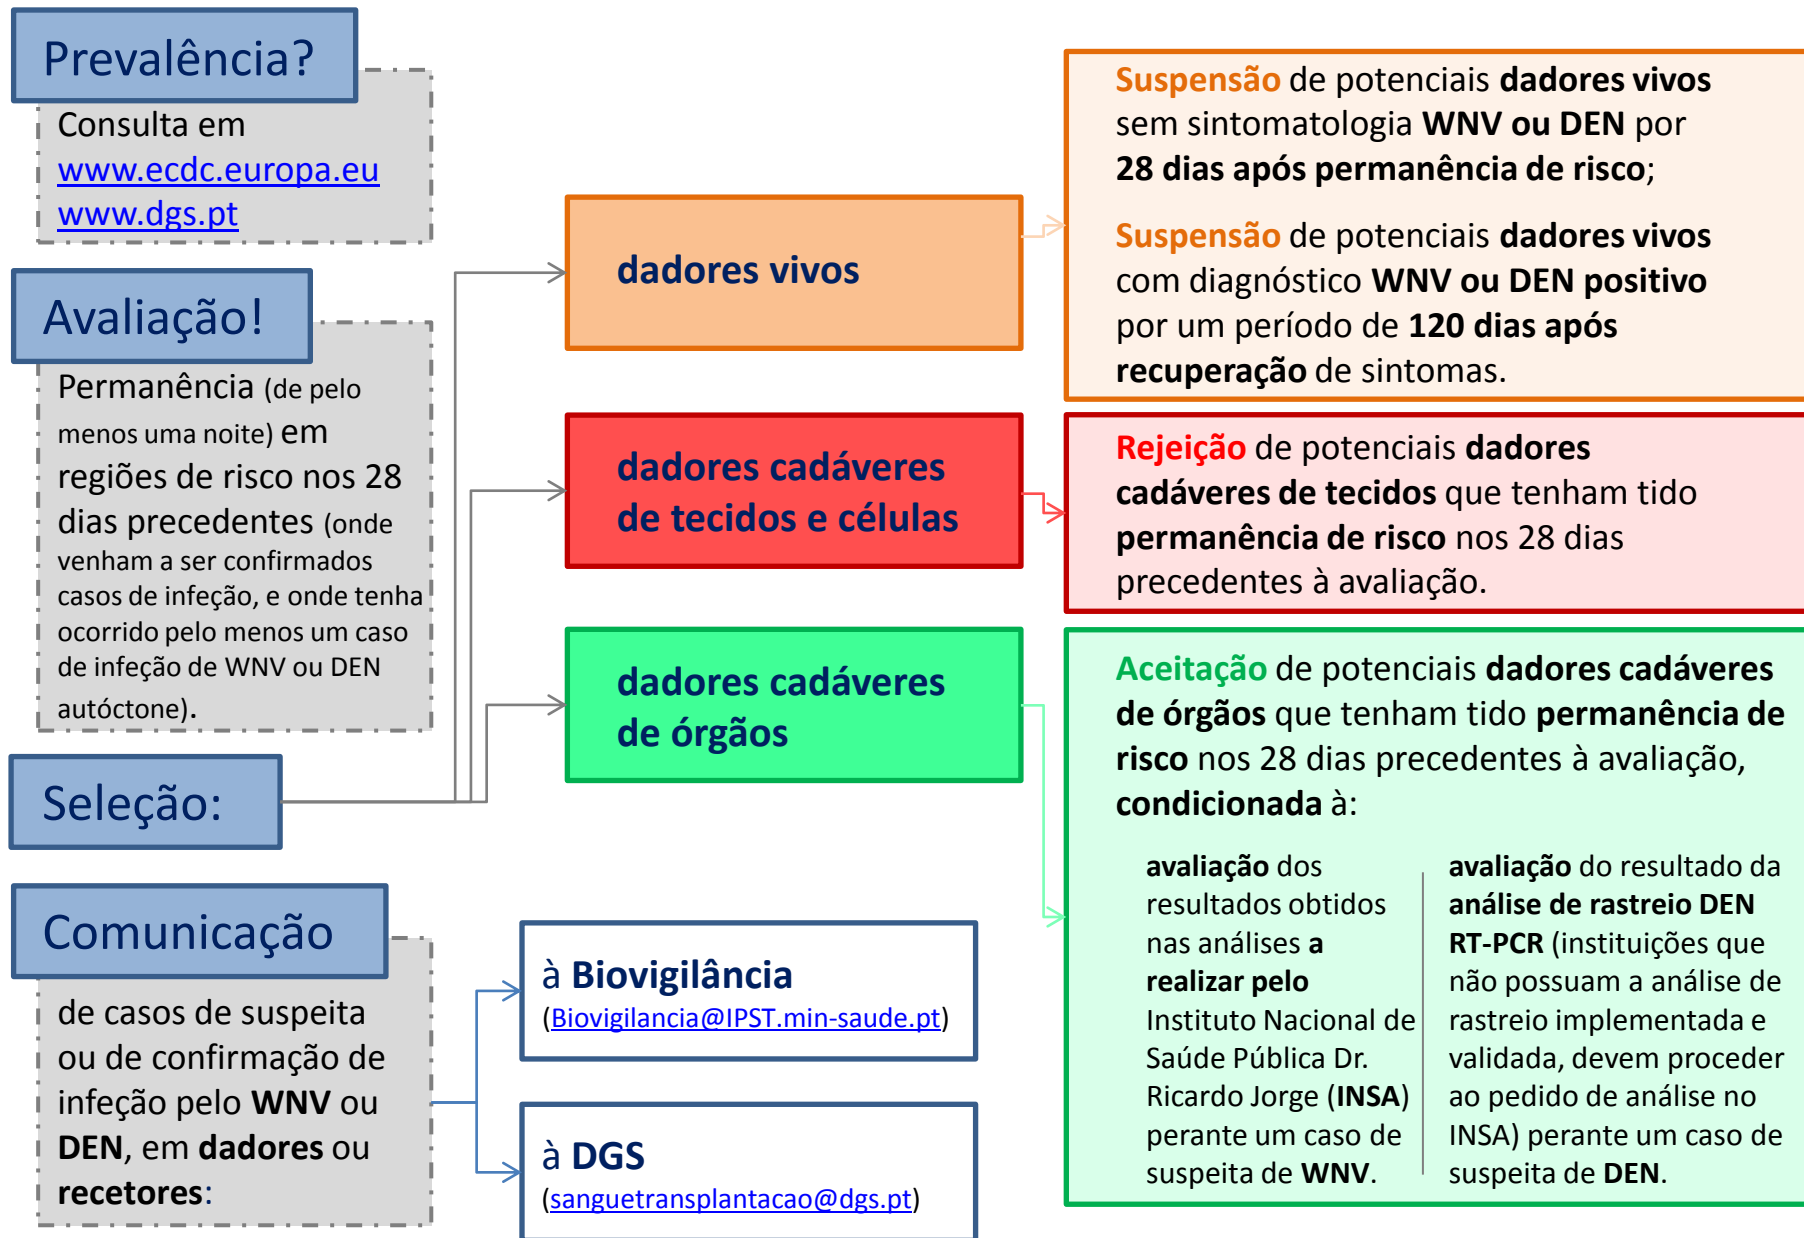 Prevalência?
Consulta em
www.ecdc.europa.eu
www.dgs.pt
Avaliação!
Permanência (de pelo
menos uma noite) em
regiões de risco nos 28
dias precedentes (onde
venham a ser confirmados
casos de infeção, e onde tenha
ocorrido pelo menos um caso
de infeção de WNV ou DEN
autóctone).
Seleção:
dadores vivos
Suspensão de potenciais dadores vivos
sem sintomatologia WNV ou DEN por
28 dias após permanência de risco;
Suspensão de potenciais dadores vivos
com diagnóstico WNV ou DEN positivo
por um período de 120 dias após
recuperação de sintomas.
dadores cadáveres
de tecidos e células
Rejeição de potenciais dadores
cadáveres de tecidos que tenham tido
permanência de risco nos 28 dias
precedentes à avaliação.
dadores cadáveres
de órgãos
Aceitação de potenciais dadores cadáveres
de órgãos que tenham tido permanência de
risco nos 28 dias precedentes à avaliação,
condicionada à:
avaliação dos
resultados obtidos
nas análises a
realizar pelo
Instituto Nacional de
Saúde Pública Dr.
Ricardo Jorge (INSA)
perante um caso de
suspeita de WNV.
avaliação do resultado da
análise de rastreio DEN
RT-PCR (instituições que
não possuam a análise de
rastreio implementada e
validada, devem proceder
ao pedido de análise no
INSA) perante um caso de
suspeita de DEN.
Comunicação
de casos de suspeita
ou de confirmação de
infeção pelo WNV ou
DEN, em dadores ou
recetores:
à Biovigilância
(Biovigilancia@IPST.min-saude.pt)
à DGS
(sanguetransplantacao@dgs.pt)